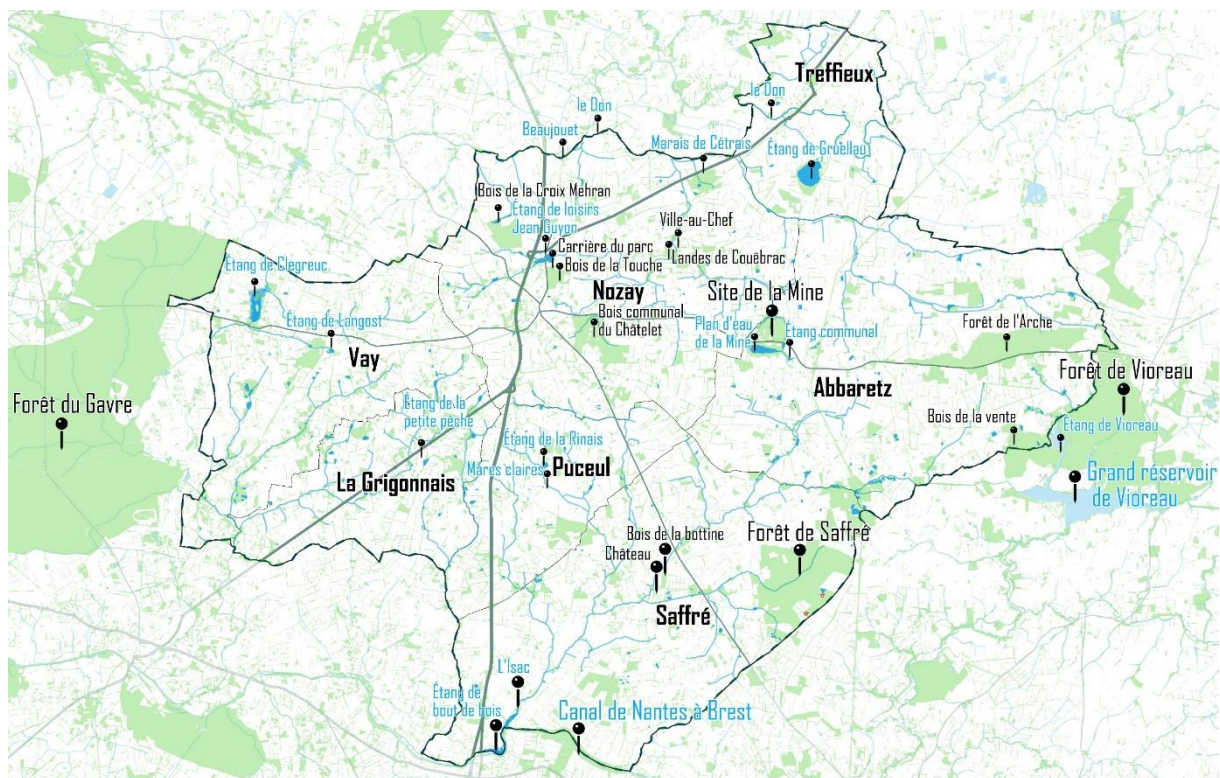 Treffieux
le Don
le Don
Beaujouet
Marais de Cétrais
Étang de Gruellau
Bois de la Croix Mehran
Étang de loisirs
Jean Guyon
Ville-au-Chef
Carrière du parc
Landes de Couëbrac
Bois de la Touche
Étang de Clegreuc
Nozay
Site de la Mine
Bois communal
du Châtelet
Étang de Langost
Plan d'eau
de la Mine
Étang communal
Forêt de l'Arche
Vay
Forêt de Vioreau
Abbaretz
Forêt du Gavre
Étang de la
petite pêche
Bois de la vente
Étang de Vioreau
Étang de la Rinais
Mares claires
Puceul
La Grigonnais
Grand réservoir
de Vioreau
Bois de la bottine
Château
Forêt de Saffré
Saffré
L'Isac
Étang de
bout de bois
Canal de Nantes à Brest